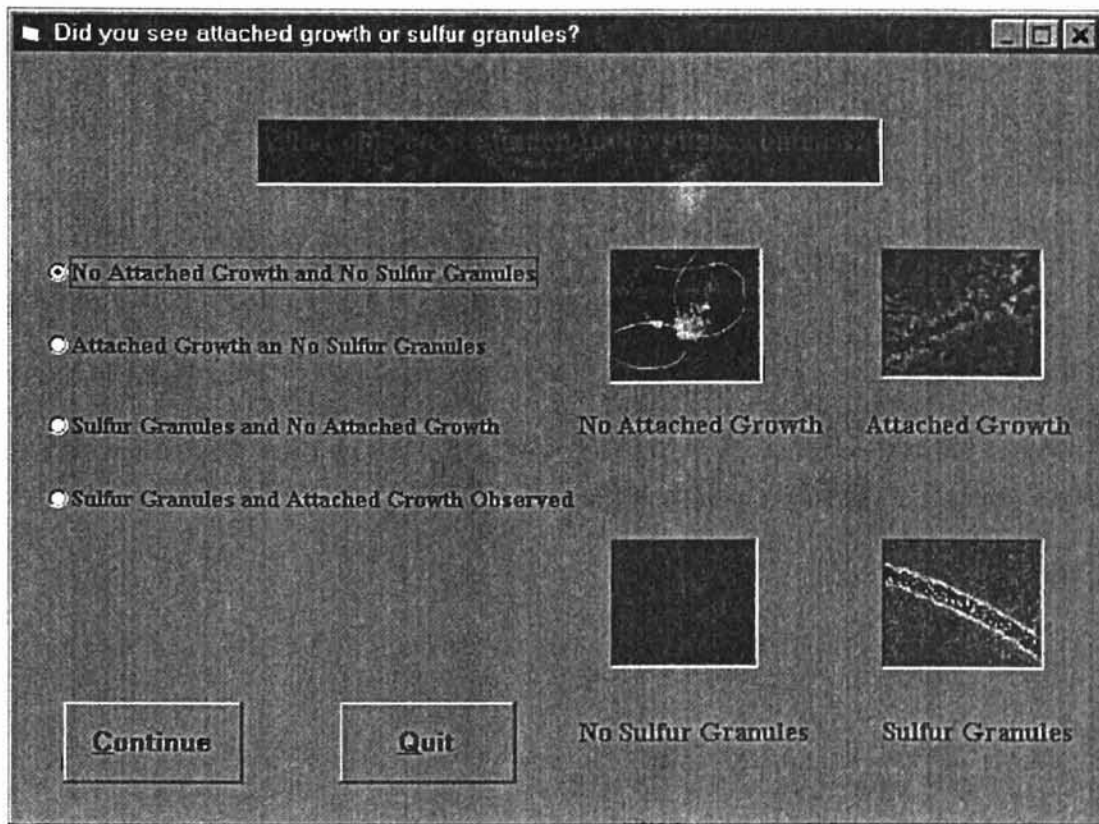 Did you see attached growth or sulfur granules?
No Attached Growth and No Sulfur Granules
Attached Growth an No Sulfur Granules
Sulfur Granules and No Attached Growth
Sulfur Granules and Attached Growth Observed
No Attached Growth
Attached Growth
No Sulfur Granules
Sulfur Granules
Continue
Quit